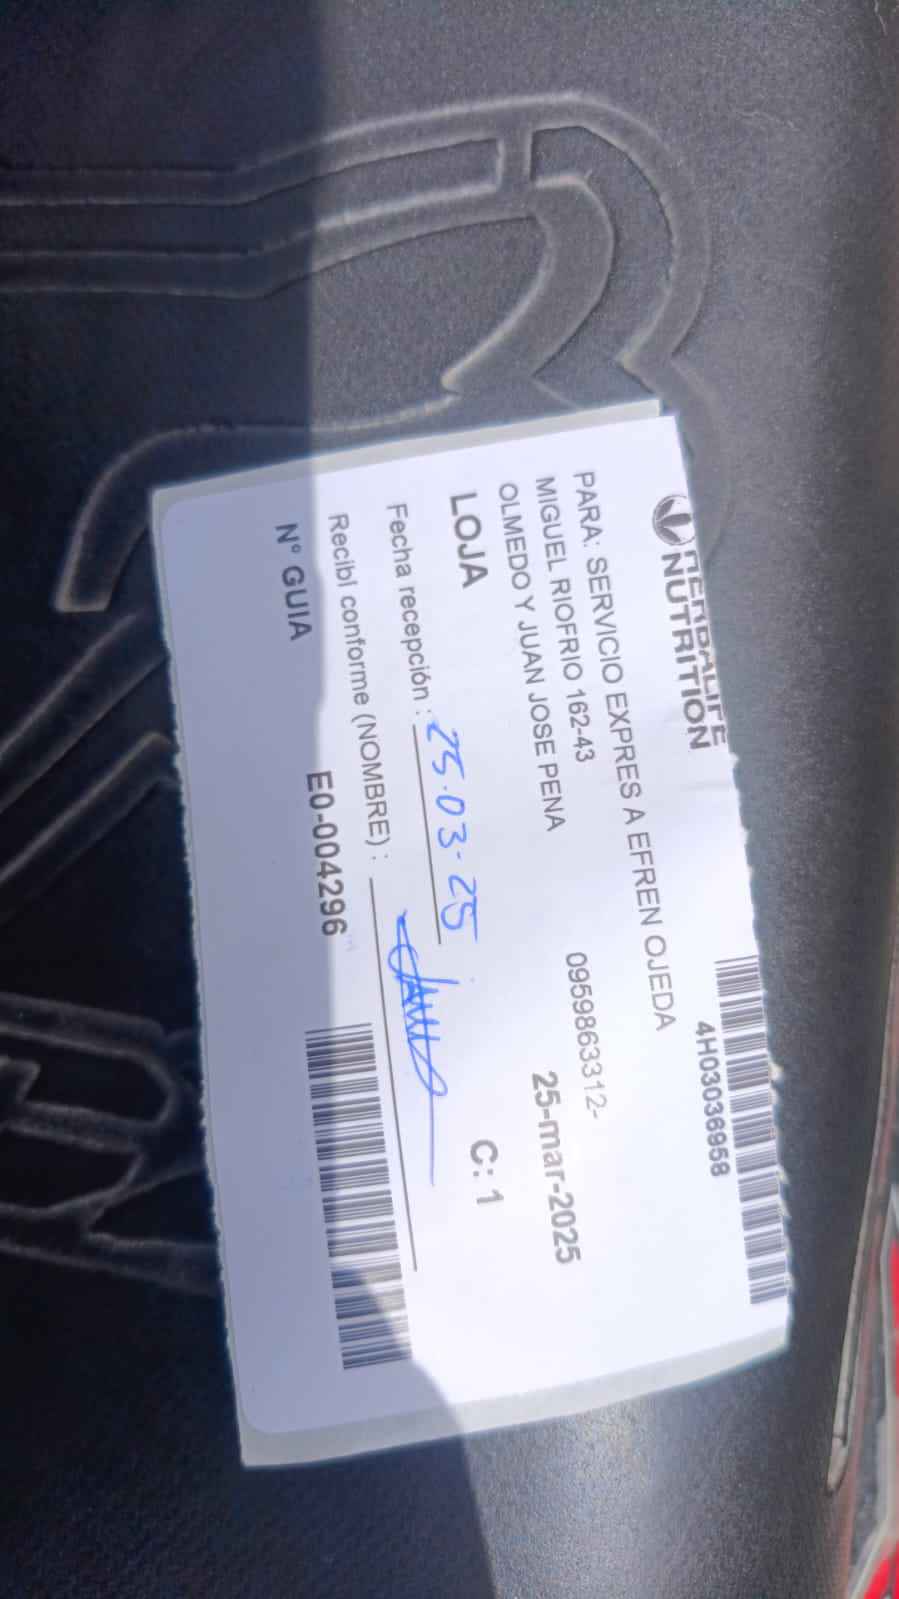 HERBALIFE
NUTRITION
4H03036958
PARA: SERVICIO EXPRES A EFREN OJEDA
MIGUEL RIOFRIO 162-43 0959863312-
OLMEDO Y JUAN JOSE PENA 25-mar-2025
LOJA C: 1
Fecha recepción : 25-03-25
Recibí conforme (NOMBRE) :
N° GUIA E0-004296